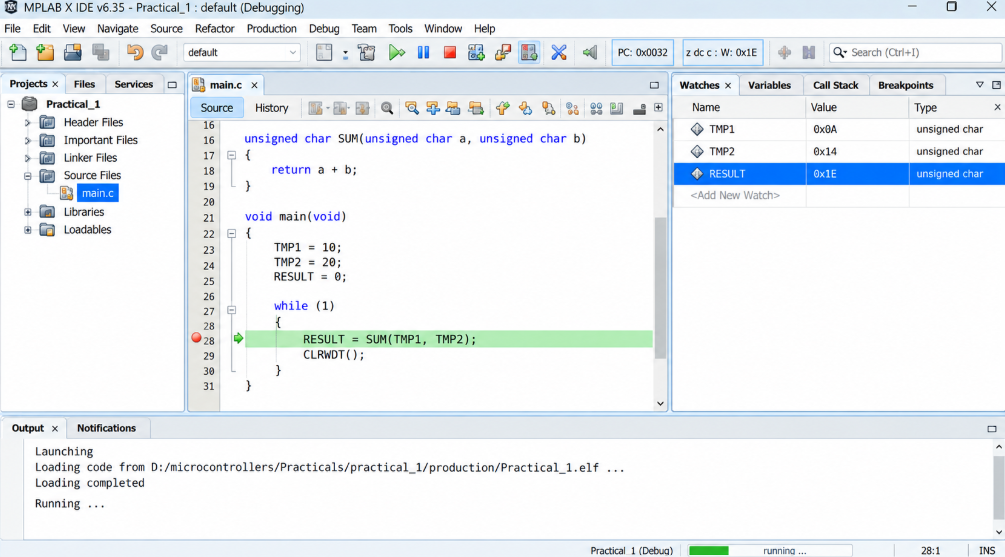 MPLAB X IDE v6.35 - Practical_1 : default (Debugging)
File Edit View Navigate Source Refactor Production Debug Team Tools Window Help
default PC: 0x0032 z dc c : W: 0x1E Search (Ctrl+I)
Projects Files Services
Practical_1
Header Files
Important Files
Linker Files
Source Files
main.c
Libraries
Loadables
main.c
Source History
16
16 unsigned char SUM(unsigned char a, unsigned char b)
17 {
18 return a + b;
19 }
20
21 void main(void)
22 {
23 TMP1 = 10;
24 TMP2 = 20;
25 RESULT = 0;
26
27 while (1)
28 {
28 RESULT = SUM(TMP1, TMP2);
29 CLRWDT();
30 }
31 }
Watches Variables Call Stack Breakpoints
Name Value Type
TMP1 0x0A unsigned char
TMP2 0x14 unsigned char
RESULT 0x1E unsigned char
<Add New Watch>
Output Notifications
Launching
Loading code from D:/microcontrollers/Practicals/practical_1/production/Practical_1.elf ...
Loading completed
Running ...
Practical_1 (Debug) running ... 28:1 INS